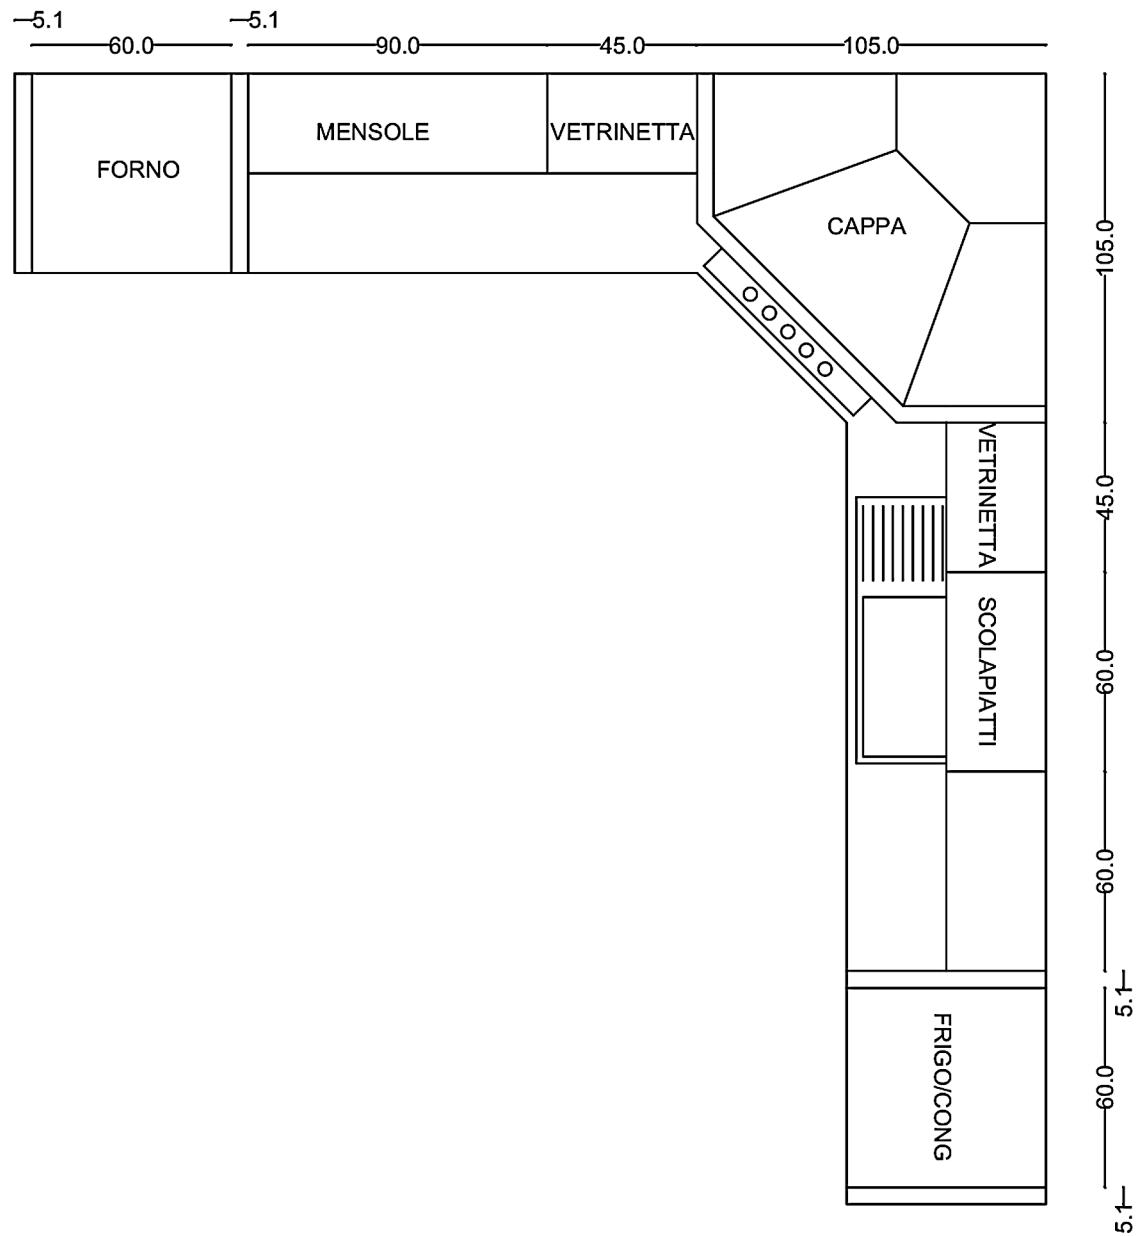 5.1
5.1
60.0
90.0
45.0
105.0
MENSOLE
VETRINETTA
FORNO
CAPPA
105.0
VETRINETTA
45.0
SCOLAPIATTI
60.0
60.0
5.1
FRIGO/CONG
60.0
5.1